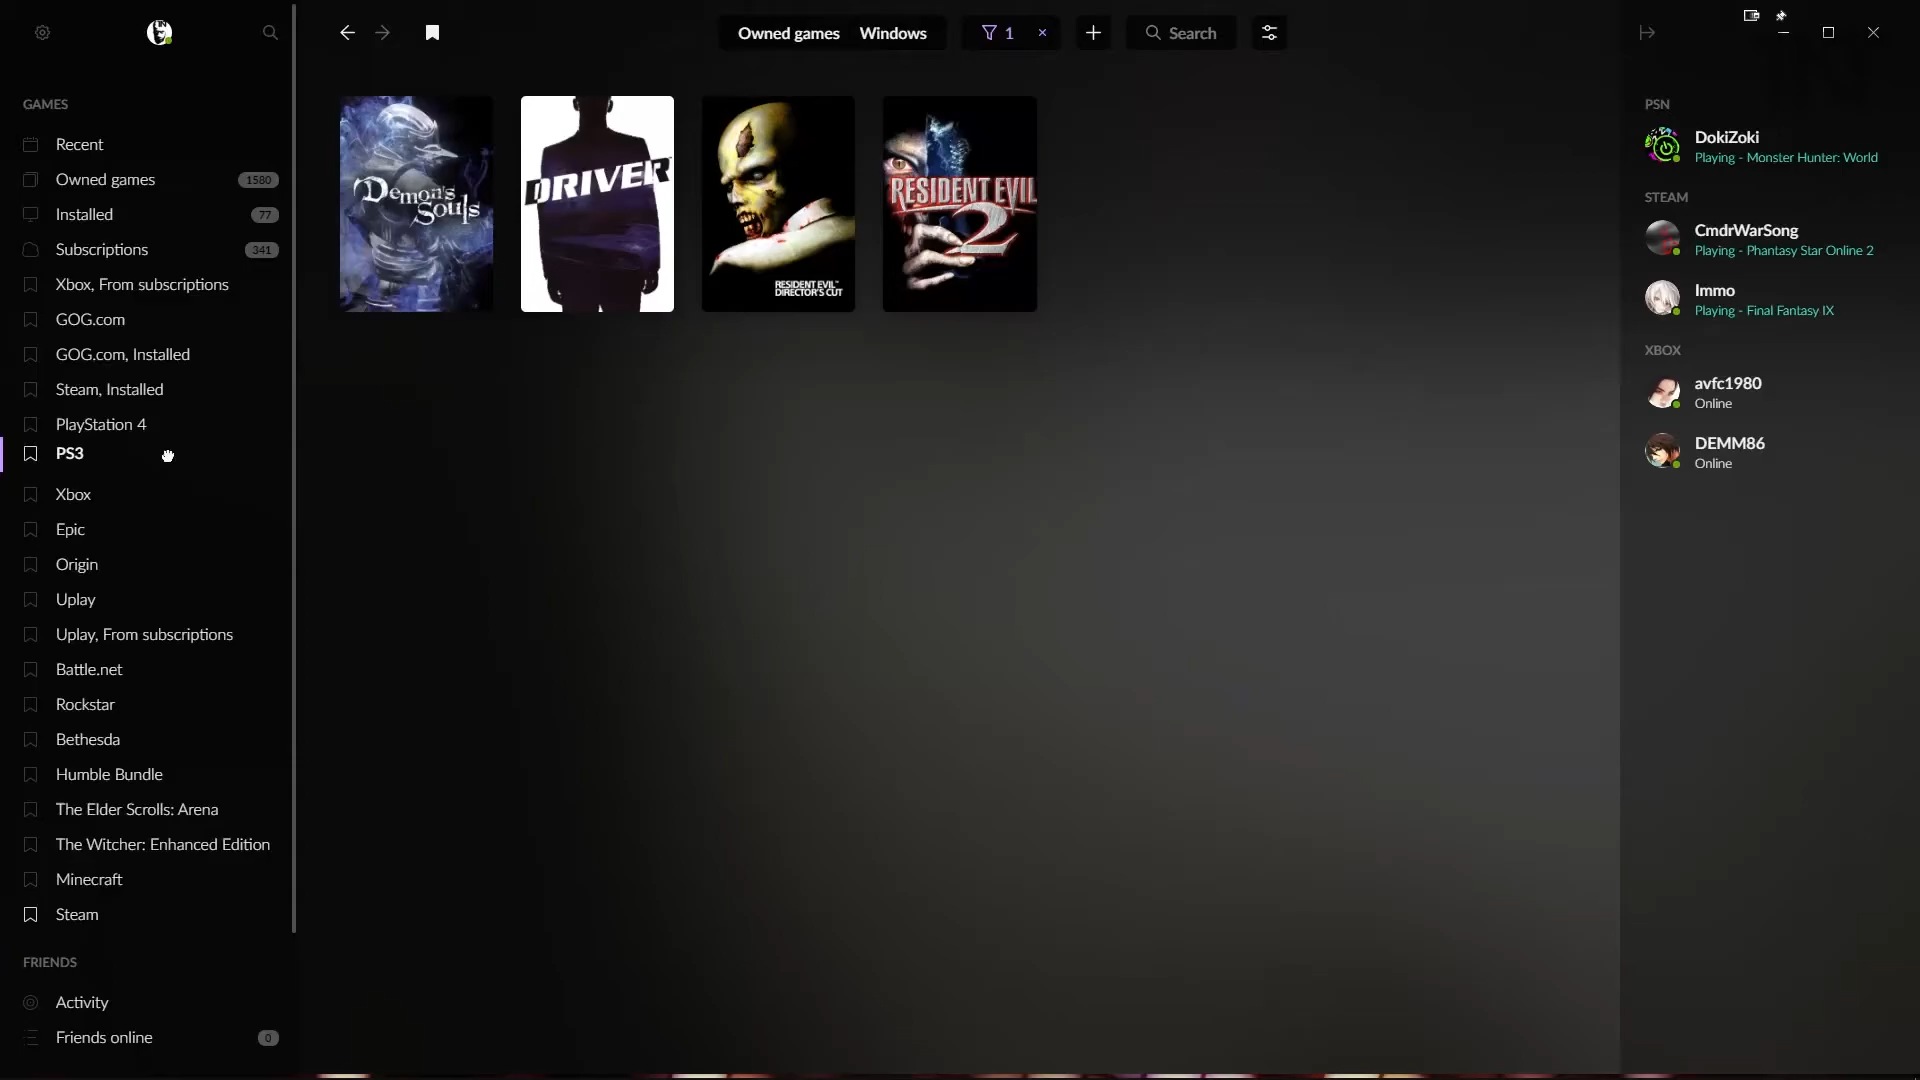 GAMES
Recent
Owned games 1580
Installed 77
Subscriptions 341
Xbox, From subscriptions
GOG.com
GOG.com, Installed
Steam, Installed
PlayStation 4
PS3
Xbox
Epic
Origin
Uplay
Uplay, From subscriptions
Battle.net
Rockstar
Bethesda
Humble Bundle
The Elder Scrolls: Arena
The Witcher: Enhanced Edition
Minecraft
Steam
FRIENDS
Activity
Friends online 0
Owned games Windows 1 Search
Demon's
Souls
DRIVER
RESIDENT EVIL™
DIRECTOR'S CUT
RESIDENT EVIL
2
PSN
DokiZoki
Playing - Monster Hunter: World
STEAM
CmdrWarSong
Playing - Phantasy Star Online 2
Immo
Playing - Final Fantasy IX
XBOX
avfc1980
Online
DEMM86
Online